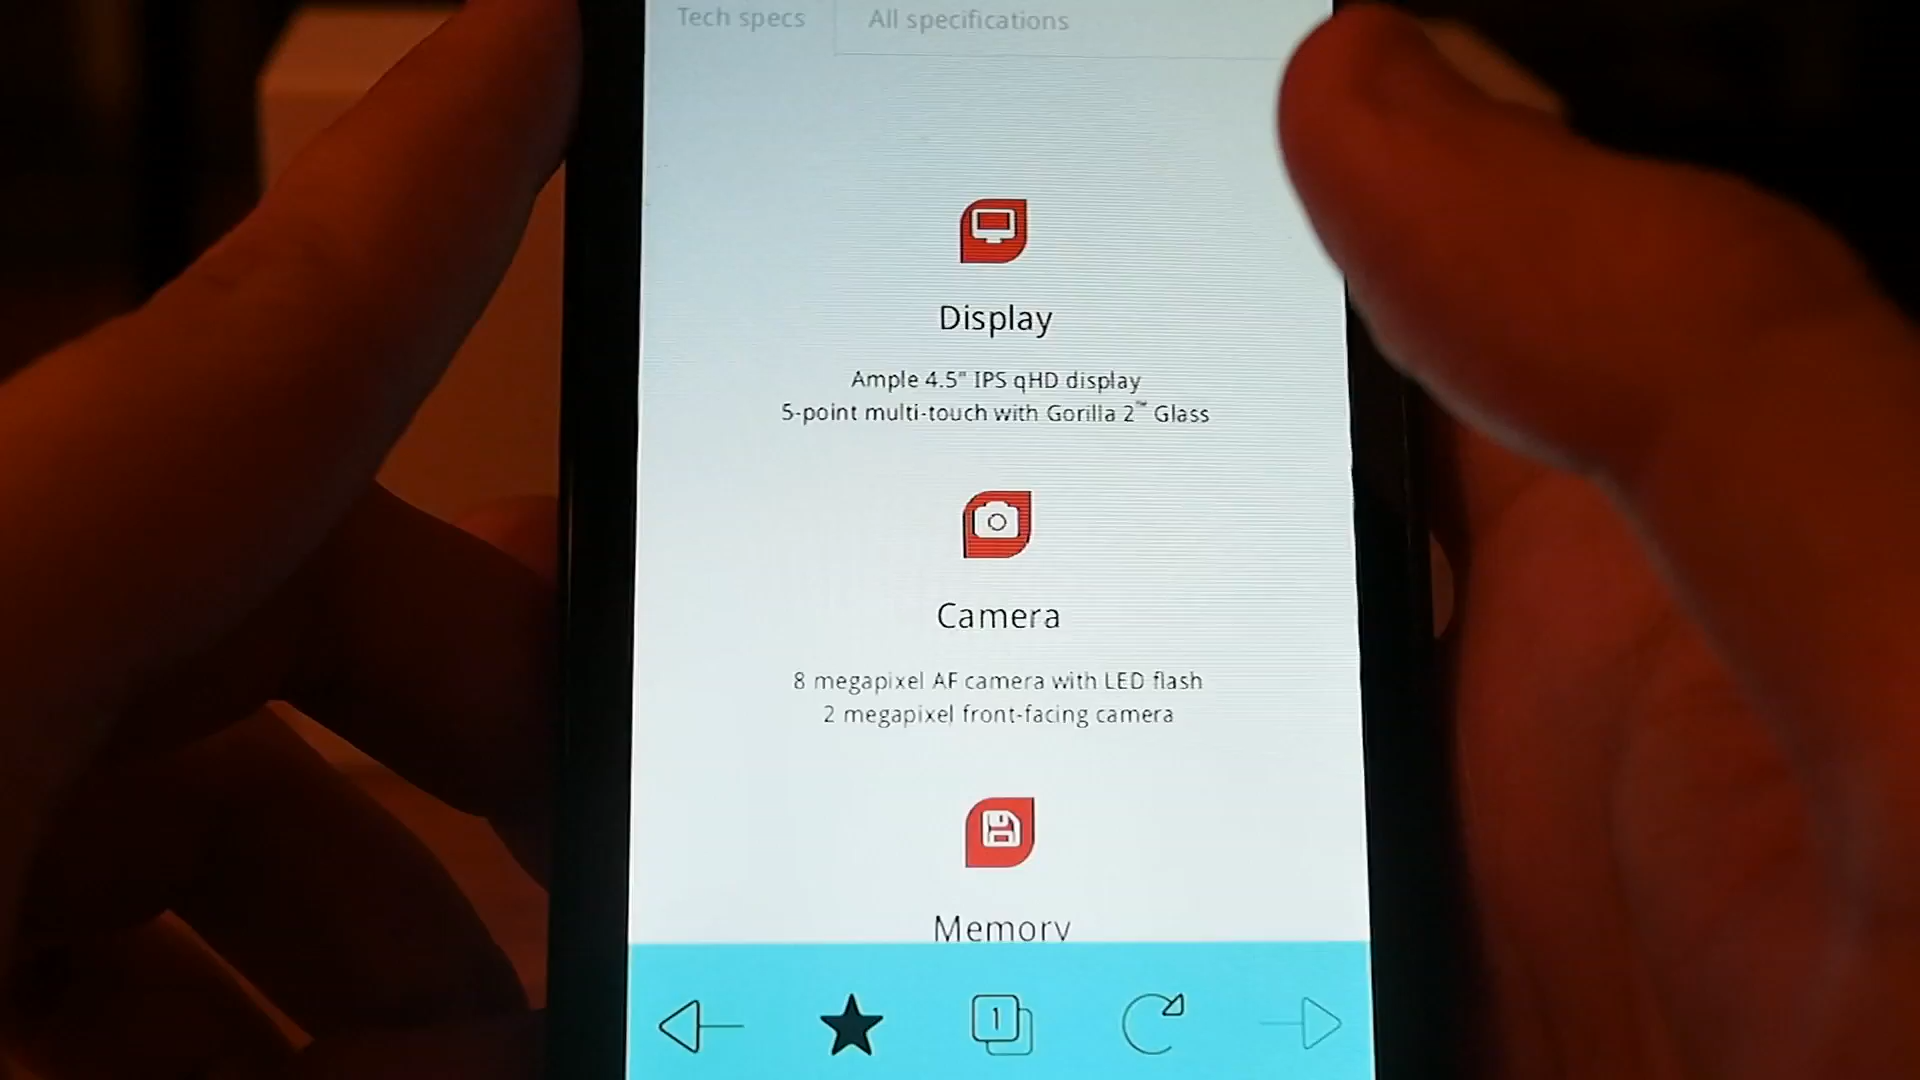 Tech specs
All specifications
Display
Ample 4.5" IPS qHD display
5-point multi-touch with Gorilla 2™ Glass
Camera
8 megapixel AF camera with LED flash
2 megapixel front-facing camera
Memory
1